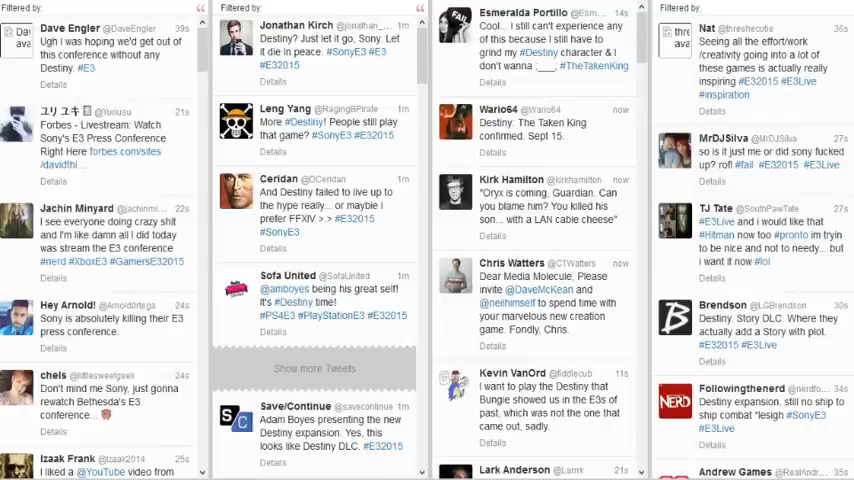 Filtered by:
Dave Engler @DaveEngler 39s
Ugh I was hoping we'd get out of
this conference without any
Destiny. #E3
Details
ユリ ユキ @Yuriusu 21s
Forbes - Livestream: Watch
Sony's E3 Press Conference
Right Here forbes.com/sites
/davidthi...
Details
Jachin Minyard @jachinmi... 22s
I see everyone doing crazy shit
and I'm like damn all I did today
was stream the E3 conference
#nerd #XboxE3 #GamersE32015
Details
Hey Arnold! @Arnold0rtega 24s
Sony is absolutely killing their E3
press conference.
Details
chels @littlesweetgeek 24s
Don't mind me Sony, just gonna
rewatch Bethesda's E3
conference...
Details
Izaak Frank @Izaak2014 25s
I liked a @YouTube video from
Filtered by:
Jonathan Kirch @jonathan_... 1m
Destiny? Just let it go, Sony. Let
it die in peace. #SonyE3 #E3
#E32015
Details
Leng Yang @RagingBPirate 1m
More #Destiny! People still play
that game? #SonyE3 #E32015
Details
Ceridan @DCeridan 1m
And Destiny failed to live up to
the hype really... or maybe i
prefer FFXIV >.> #E32015
#SonyE3
Details
Sofa United @SofaUnited 1m
@amboyes being his great self!
It's #Destiny time!
#PS4E3 #PlayStationE3 #E32015
Details
Show more Tweets
Save/Continue @savecontinue 1m
Adam Boyes presenting the new
Destiny expansion. Yes, this
looks like Destiny DLC. #E32015
Details
Esmeralda Portillo @Esm... 14s
Cool... I still can't experience any
of this because I still have to
grind my #Destiny character & I
don't wanna ;___; #TheTakenKing
Details
Wario64 @Wario64 now
Destiny: The Taken King
confirmed. Sept 15.
Details
Kirk Hamilton @kirkhamilton now
"Oryx is coming, Guardian. Can
you blame him? You killed his
son... with a LAN cable cheese"
Details
Chris Watters @CTWatters now
Dear Media Molecule, Please
invite @DaveMcKean and
@neilhimself to spend time with
your marvelous new creation
game. Fondly, Chris.
Details
Kevin VanOrd @fiddlecub 11s
I want to play the Destiny that
Bungie showed us in the E3s of
past, which was not the one that
came out, sadly.
Details
Lark Anderson @Larrrk 21s
Filtered by:
Nat @threshecutie 36s
Seeing all the effort/work
/creativity going into a lot of
these games is actually really
inspiring #E32015 #E3Live
#inspiration
Details
MrDJSilva @MrDJSilva 27s
so is it just me or did sony fucked
up? rofl #fail #E32015 #E3Live
Details
TJ Tate @SouthPawTate 27s
#E3Live and i would like that
#Hitman now too #pronto im tryin
to be nice and not to needy... but
i want it now #lol
Details
Brendson @LGBrendson 30s
Destiny. Story DLC. Where they
actually add a Story with plot.
#E32015 #E3Live
Details
Followingthenerd @nerdfo... 34s
Destiny expansion, still no ship to
ship combat *lesigh #SonyE3
#E3Live
Details
Andrew Games @RealAndr... 35s